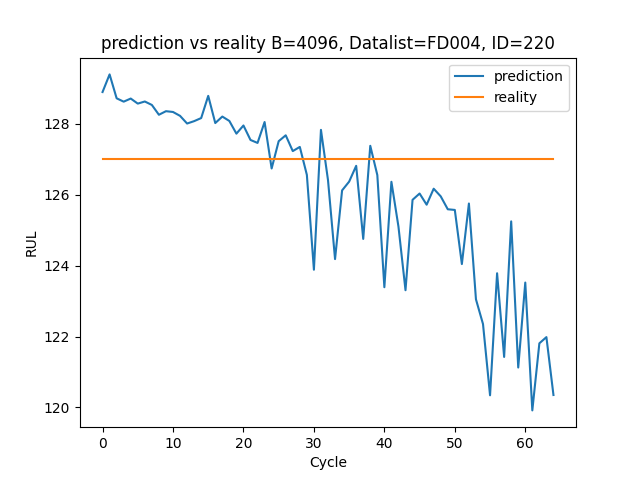 prediction vs reality B=4096, Datalist=FD004, ID=220
prediction
reality
128
126
124
122
120
RUL
0 10 20 30 40 50 60
Cycle